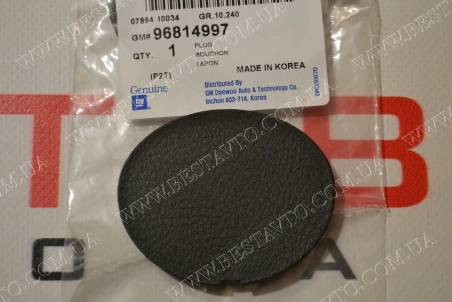 07894 10034 GR.10.240
GM# 96814997
QTY. 1 PLUG
BOUCHON
TAPON
(P2T) MADE IN KOREA
Genuine
GM
Distributed By
GM Daewoo Auto & Technology Co.
Inchon 403-714, Korea
WWW.BESTAVTO.COM.UA